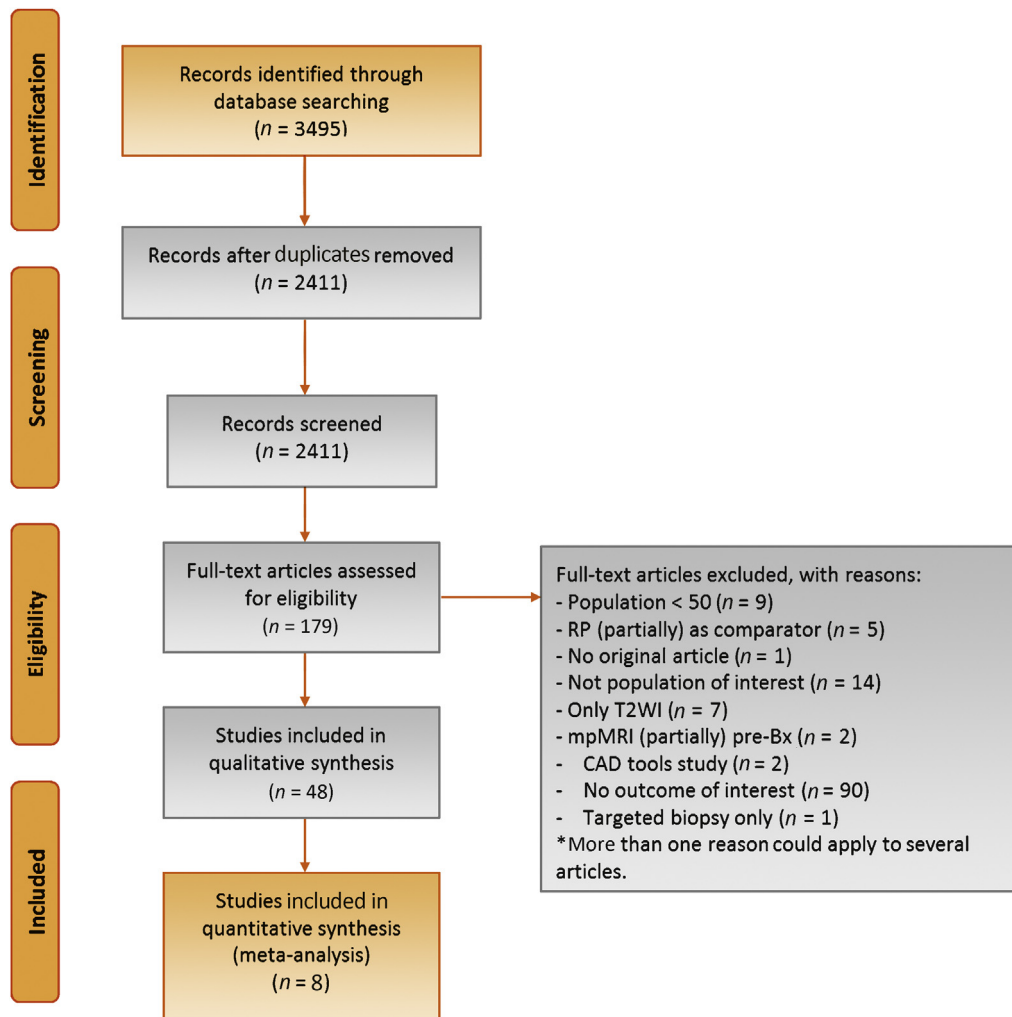 Identification
Records identified through
database searching
(n = 3495)
Records after duplicates removed
(n = 2411)
Screening
Records screened
(n = 2411)
Eligibility
Full-text articles assessed
for eligibility
(n = 179)
Full-text articles excluded, with reasons:
- Population < 50 (n = 9)
- RP (partially) as comparator (n = 5)
- No original article (n = 1)
- Not population of interest (n = 14)
- Only T2WI (n = 7)
- mpMRI (partially) pre-Bx (n = 2)
- CAD tools study (n = 2)
- No outcome of interest (n = 90)
- Targeted biopsy only (n = 1)
*More than one reason could apply to several
articles.
Studies included in
qualitative synthesis
(n = 48)
Included
Studies included in
quantitative synthesis
(meta-analysis)
(n = 8)